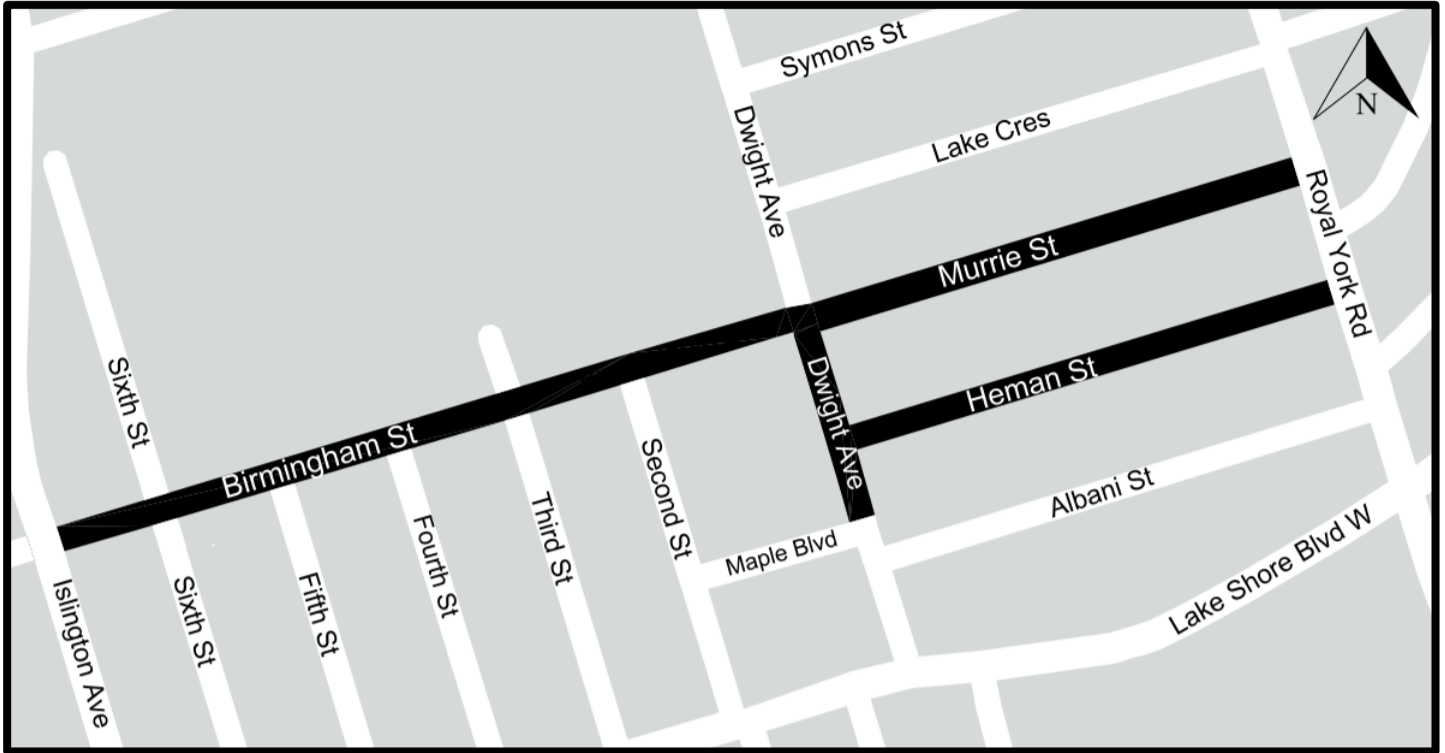 Symons St
Dwight Ave
Lake Cres
N
Murrie St
Royal York Rd
Sixth St
Heman St
Dwight Ave
Birmingham St
Second St
Albani St
Third St
Fourth St
Maple Blvd
Lake Shore Blvd W
Islington Ave
Sixth St
Fifth St